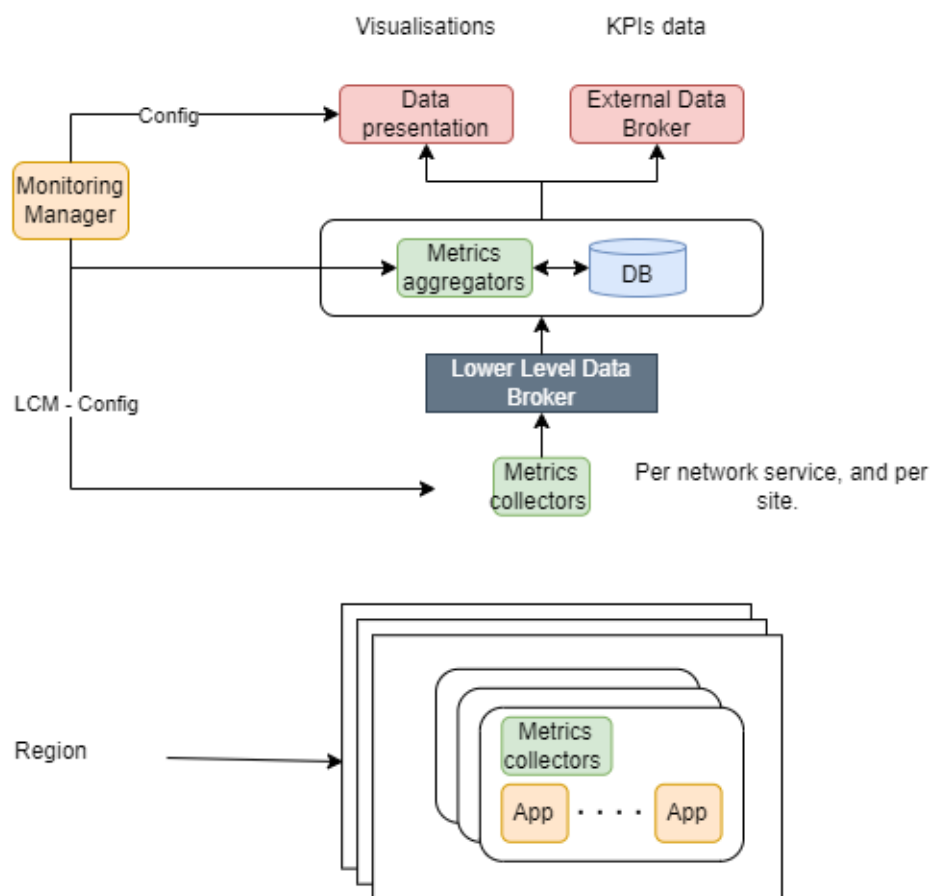 Visualisations
KPIs data
Data
presentation
External Data
Broker
Config
Monitoring
Manager
Metrics
aggregators
DB
Lower Level Data
Broker
LCM - Config
Metrics
collectors
Per network service, and per
site.
Region
Metrics
collectors
App
. . . .
App